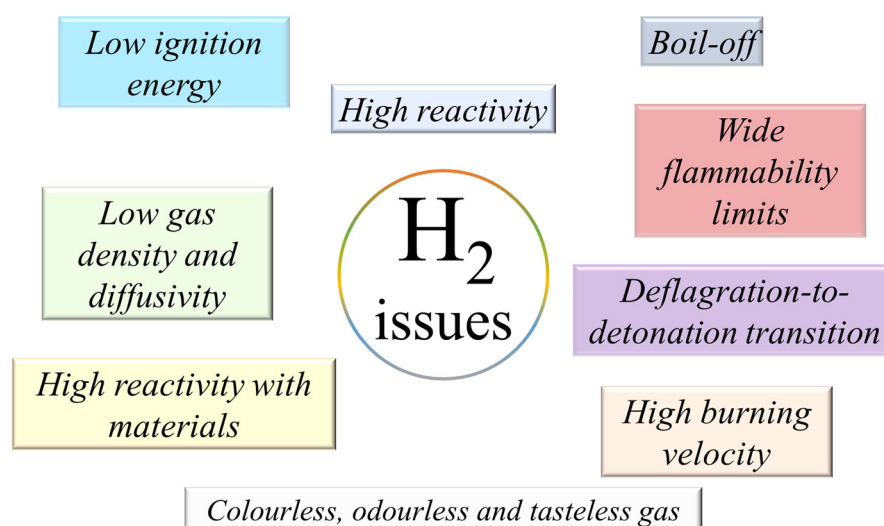 Low ignition
energy
High reactivity
Boil-off
Wide
flammability
limits
Low gas
density and
diffusivity
H2
issues
Deflagration-to-
detonation transition
High reactivity with
materials
High burning
velocity
Colourless, odourless and tasteless gas